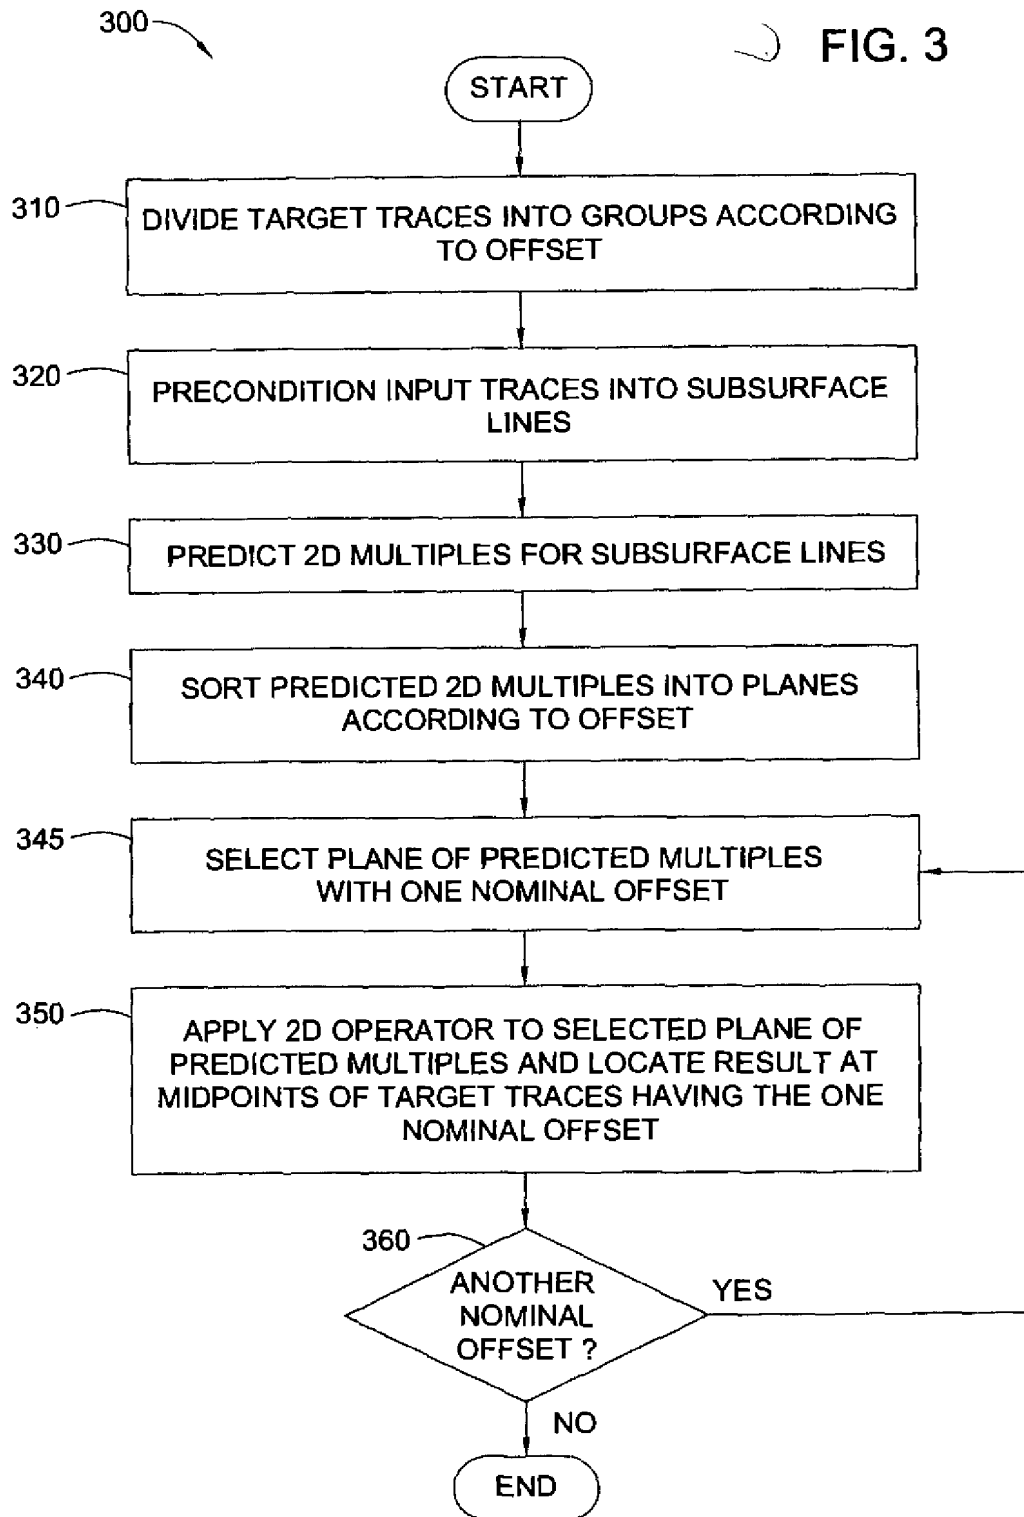 300
FIG. 3
START
310
DIVIDE TARGET TRACES INTO GROUPS ACCORDING
TO OFFSET
320
PRECONDITION INPUT TRACES INTO SUBSURFACE
LINES
330
PREDICT 2D MULTIPLES FOR SUBSURFACE LINES
340
SORT PREDICTED 2D MULTIPLES INTO PLANES
ACCORDING TO OFFSET
345
SELECT PLANE OF PREDICTED MULTIPLES
WITH ONE NOMINAL OFFSET
350
APPLY 2D OPERATOR TO SELECTED PLANE OF
PREDICTED MULTIPLES AND LOCATE RESULT AT
MIDPOINTS OF TARGET TRACES HAVING THE ONE
NOMINAL OFFSET
360
ANOTHER
NOMINAL
OFFSET ?
YES
NO
END